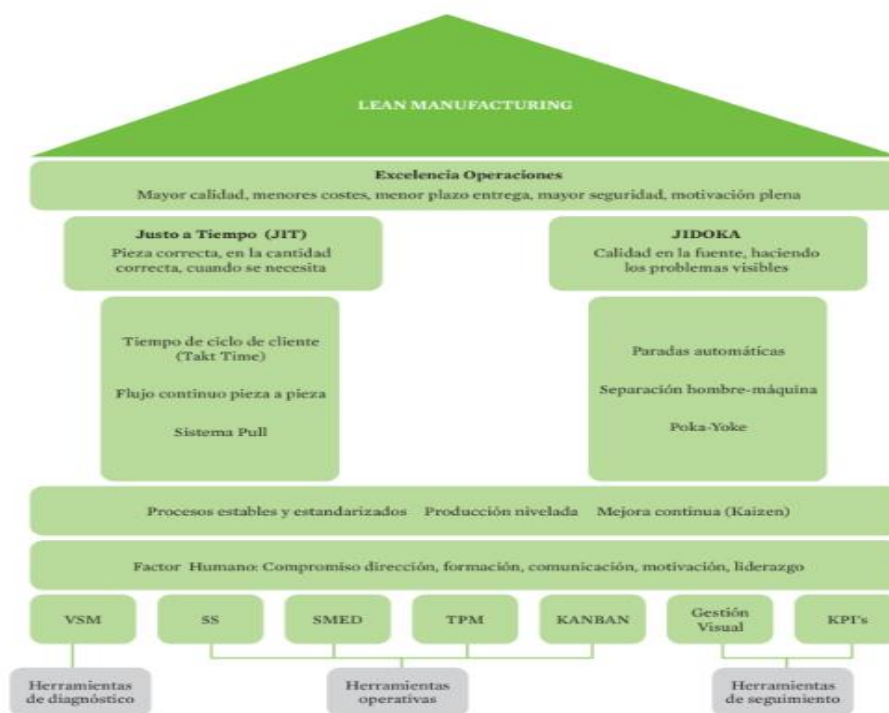 LEAN MANUFACTURING
Excelencia Operaciones
Mayor calidad, menores costes, menor plazo entrega, mayor seguridad, motivación plena
Justo a Tiempo (JIT)
Pieza correcta, en la cantidad
correcta, cuando se necesita
JIDOKA
Calidad en la fuente, haciendo
los problemas visibles
Tiempo de ciclo de cliente
(Takt Time)
Flujo continuo pieza a pieza
Sistema Pull
Paradas automáticas
Separación hombre-máquina
Poka-Yoke
Procesos estables y estandarizados Producción nivelada Mejora continua (Kaizen)
Factor Humano: Compromiso dirección, formación, comunicación, motivación, liderazgo
VSM
5S
SMED
TPM
KANBAN
Gestión
Visual
KPI's
Herramientas
de diagnóstico
Herramientas
operativas
Herramientas
de seguimiento